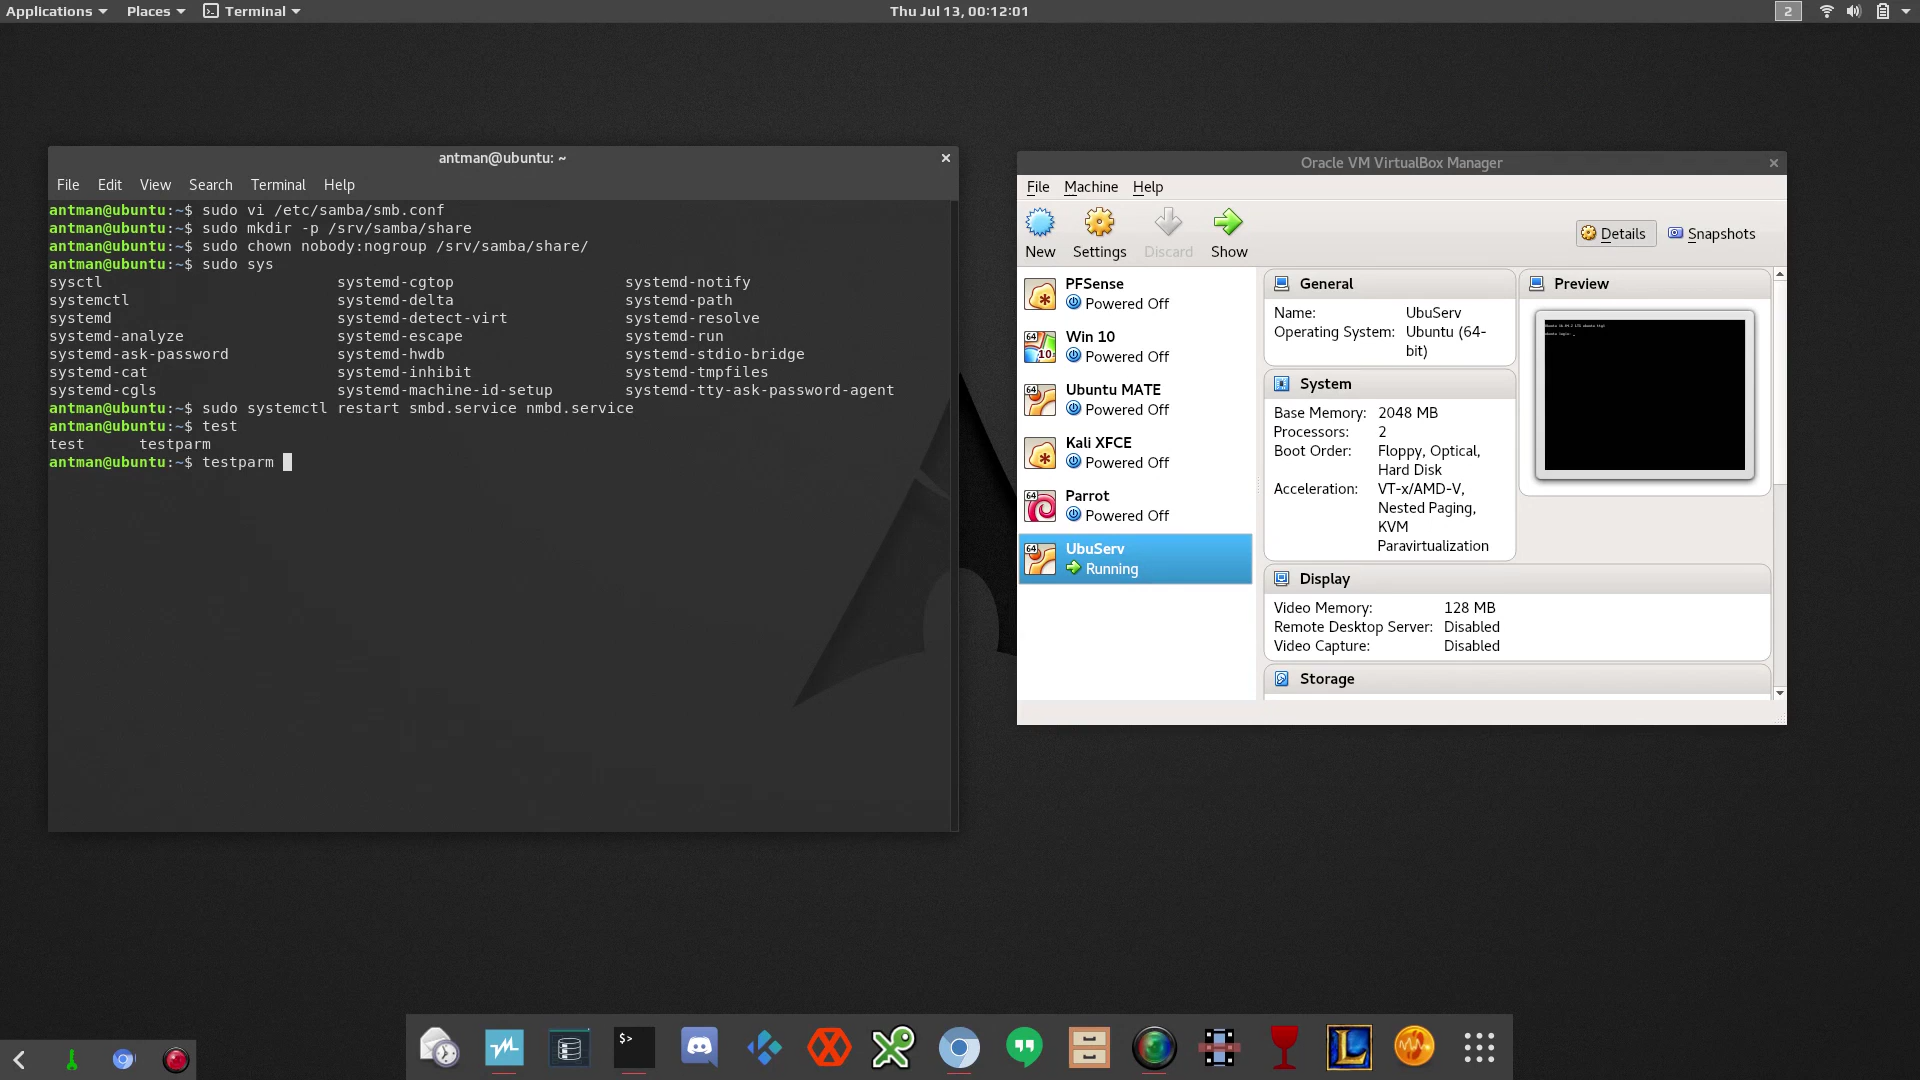 Applications
Places
Terminal
Thu Jul 13, 00:12:01
2
antman@ubuntu: ~
File Edit View Search Terminal Help
antman@ubuntu:~$ sudo vi /etc/samba/smb.conf
antman@ubuntu:~$ sudo mkdir -p /srv/samba/share
antman@ubuntu:~$ sudo chown nobody:nogroup /srv/samba/share/
antman@ubuntu:~$ sudo sys
sysctl systemd-cgtop systemd-notify
systemctl systemd-delta systemd-path
systemd systemd-detect-virt systemd-resolve
systemd-analyze systemd-escape systemd-run
systemd-ask-password systemd-hwdb systemd-stdio-bridge
systemd-cat systemd-inhibit systemd-tmpfiles
systemd-cgls systemd-machine-id-setup systemd-tty-ask-password-agent
antman@ubuntu:~$ sudo systemctl restart smbd.service nmbd.service
antman@ubuntu:~$ test
test testparm
antman@ubuntu:~$ testparm
Oracle VM VirtualBox Manager
File Machine Help
New Settings Discard Show
Details Snapshots
PFSense
Powered Off
64
10
Win 10
Powered Off
64
Ubuntu MATE
Powered Off
Kali XFCE
Powered Off
64
Parrot
Powered Off
64
UbuServ
Running
General
Name: UbuServ
Operating System: Ubuntu (64-
bit)
System
Base Memory: 2048 MB
Processors: 2
Boot Order: Floppy, Optical,
Hard Disk
Acceleration: VT-x/AMD-V,
Nested Paging,
KVM
Paravirtualization
Preview
Display
Video Memory: 128 MB
Remote Desktop Server: Disabled
Video Capture: Disabled
Storage
$>
L